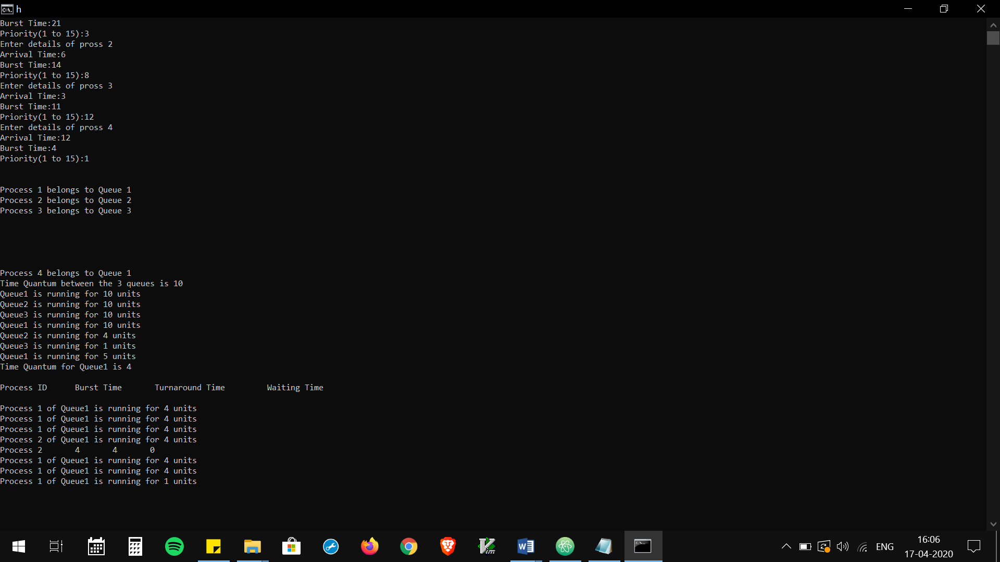 h
Burst Time:21
Priority(1 to 15):3
Enter details of pross 2
Arrival Time:6
Burst Time:14
Priority(1 to 15):8
Enter details of pross 3
Arrival Time:3
Burst Time:11
Priority(1 to 15):12
Enter details of pross 4
Arrival Time:12
Burst Time:4
Priority(1 to 15):1
Process 1 belongs to Queue 1
Process 2 belongs to Queue 2
Process 3 belongs to Queue 3
Process 4 belongs to Queue 1
Time Quantum between the 3 queues is 10
Queue1 is running for 10 units
Queue2 is running for 10 units
Queue3 is running for 10 units
Queue1 is running for 10 units
Queue2 is running for 4 units
Queue3 is running for 1 units
Queue1 is running for 5 units
Time Quantum for Queue1 is 4
Process ID Burst Time Turnaround Time Waiting Time
Process 1 of Queue1 is running for 4 units
Process 1 of Queue1 is running for 4 units
Process 1 of Queue1 is running for 4 units
Process 2 of Queue1 is running for 4 units
Process 2 4 4 0
Process 1 of Queue1 is running for 4 units
Process 1 of Queue1 is running for 4 units
Process 1 of Queue1 is running for 1 units
ENG
16:06
17-04-2020